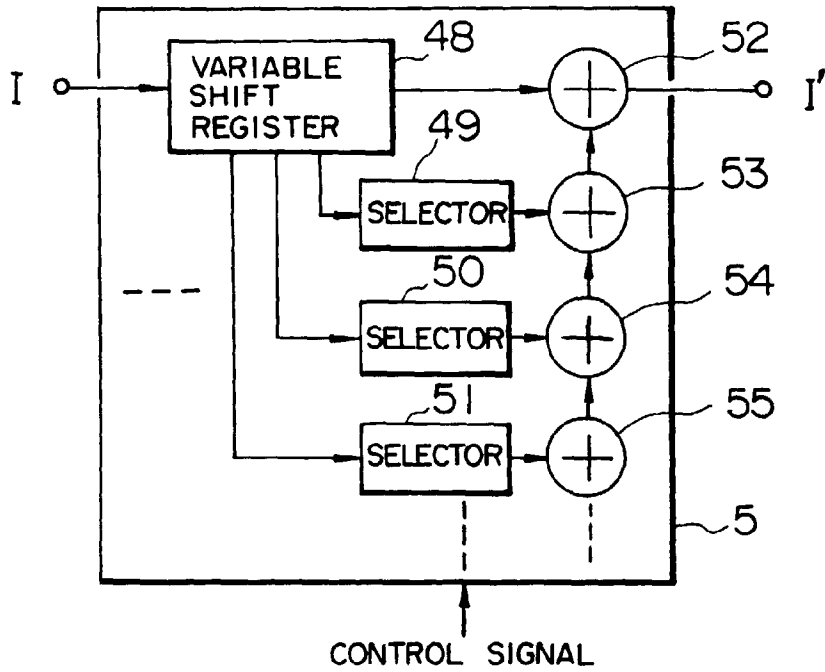 48
52
I
VARIABLE
SHIFT
REGISTER
I'
49
53
SELECTOR
50
54
SELECTOR
51
55
SELECTOR
5
CONTROL SIGNAL